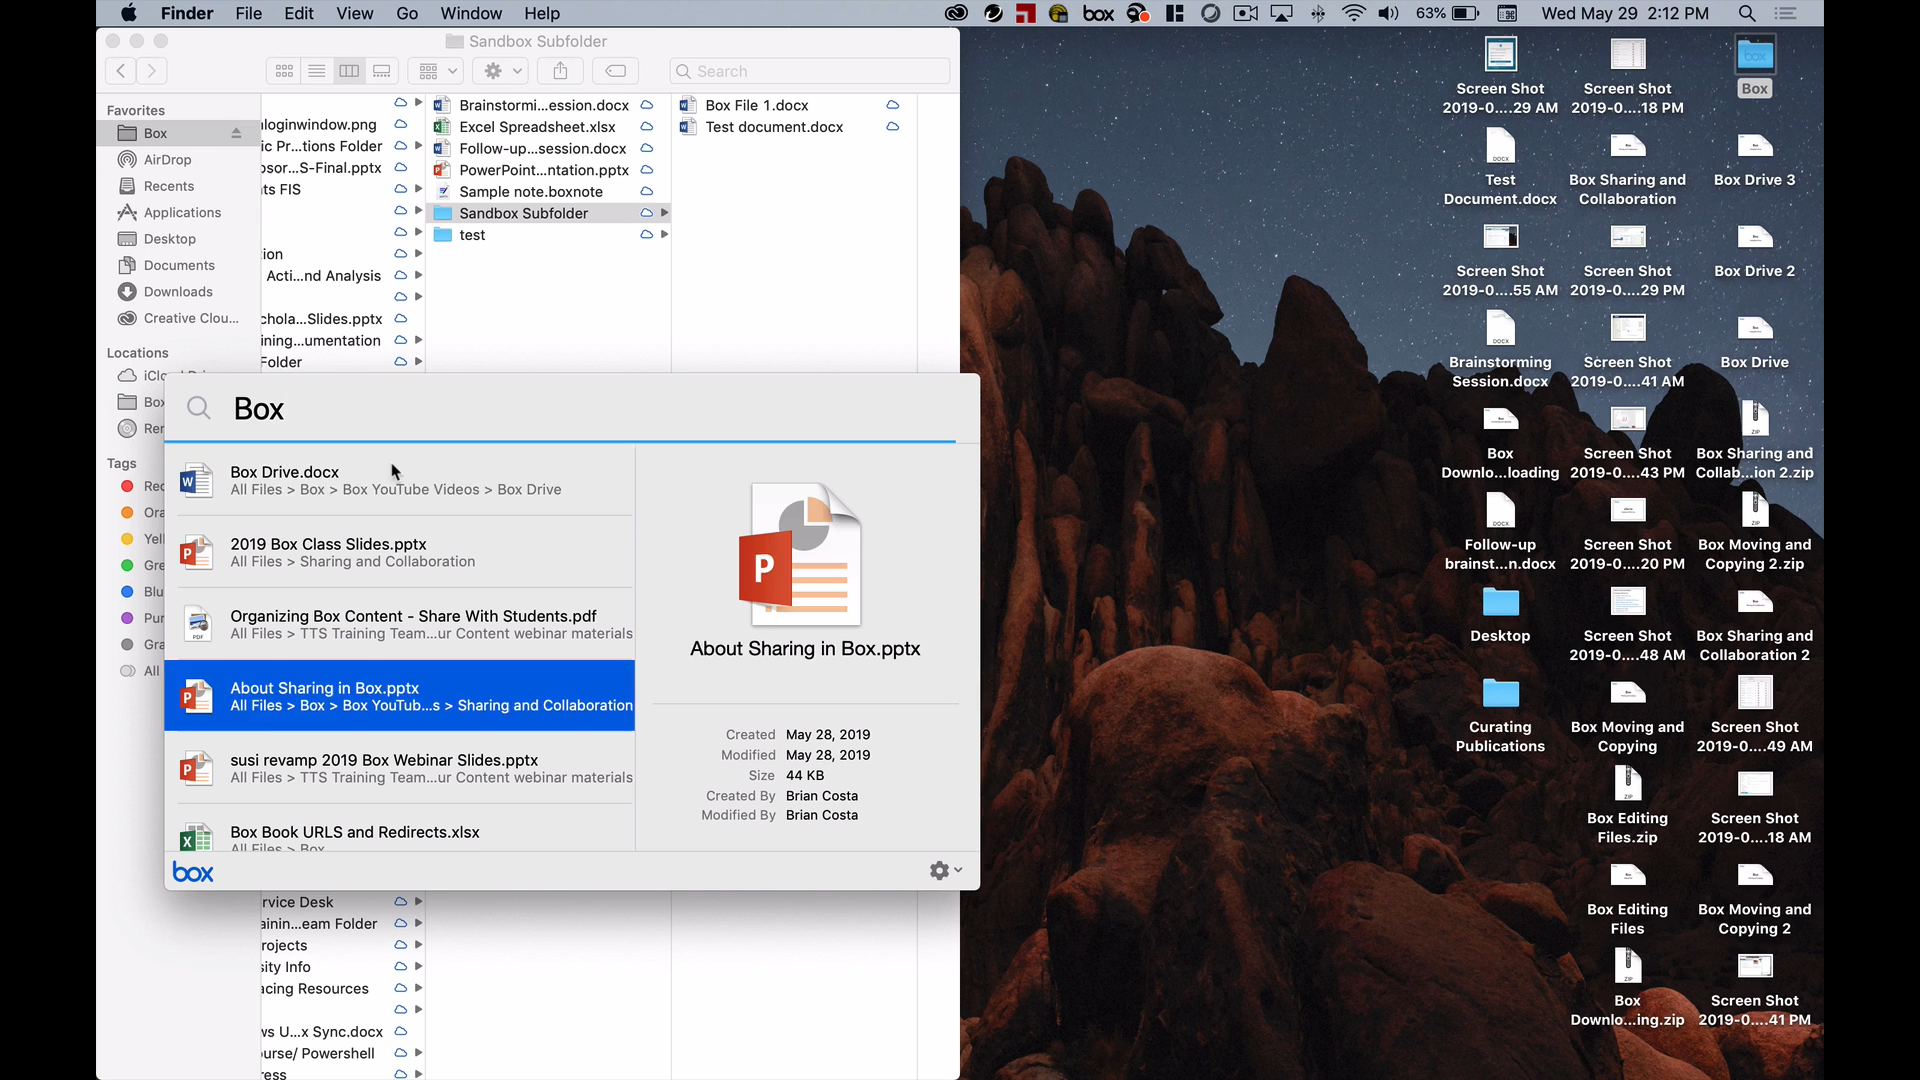 Finder File Edit View Go Window Help
box 63% Wed May 29 2:12 PM
Sandbox Subfolder
Search
Favorites
Box
AirDrop
Recents
Applications
Desktop
Documents
Downloads
Creative Clou...
Locations
Tags
All
loginwindow.png
ic Pr...tions Folder
osor...S-Final.pptx
ts FIS
ion
Acti...nd Analysis
chola...Slides.pptx
ining...umentation
Folder
Brainstormi...ession.docx
Excel Spreadsheet.xlsx
Follow-up...session.docx
PowerPoint...ntation.pptx
Sample note.boxnote
Sandbox Subfolder
test
Box File 1.docx
Test document.docx
Box
Box Drive.docx
All Files > Box > Box YouTube Videos > Box Drive
2019 Box Class Slides.pptx
All Files > Sharing and Collaboration
Organizing Box Content - Share With Students.pdf
All Files > TTS Training Team...ur Content webinar materials
About Sharing in Box.pptx
All Files > Box > Box YouTub...s > Sharing and Collaboration
susi revamp 2019 Box Webinar Slides.pptx
All Files > TTS Training Team...ur Content webinar materials
Box Book URLS and Redirects.xlsx
All Files > Box
box
P
About Sharing in Box.pptx
Created May 28, 2019
Modified May 28, 2019
Size 44 KB
Created By Brian Costa
Modified By Brian Costa
rvice Desk
ainin...eam Folder
rojects
sity Info
acing Resources
ws U...x Sync.docx
ourse/ Powershell
ress
Screen Shot
2019-0....29 AM
Screen Shot
2019-0....18 PM
Box
Test
Document.docx
Box Sharing and
Collaboration
Box Drive 3
Screen Shot
2019-0....55 AM
Screen Shot
2019-0....29 PM
Box Drive 2
Brainstorming
Session.docx
Screen Shot
2019-0....41 AM
Box Drive
Box
Downlo...loading
Screen Shot
2019-0....43 PM
Box Sharing and
Collab...ion 2.zip
Follow-up
brainst...n.docx
Screen Shot
2019-0....20 PM
Box Moving and
Copying 2.zip
Desktop
Screen Shot
2019-0....48 AM
Box Sharing and
Collaboration 2
Curating
Publications
Box Moving and
Copying
Screen Shot
2019-0....49 AM
Box Editing
Files.zip
Screen Shot
2019-0....18 AM
Box Editing
Files
Box Moving and
Copying 2
Box
Downlo...ing.zip
Screen Shot
2019-0....41 PM